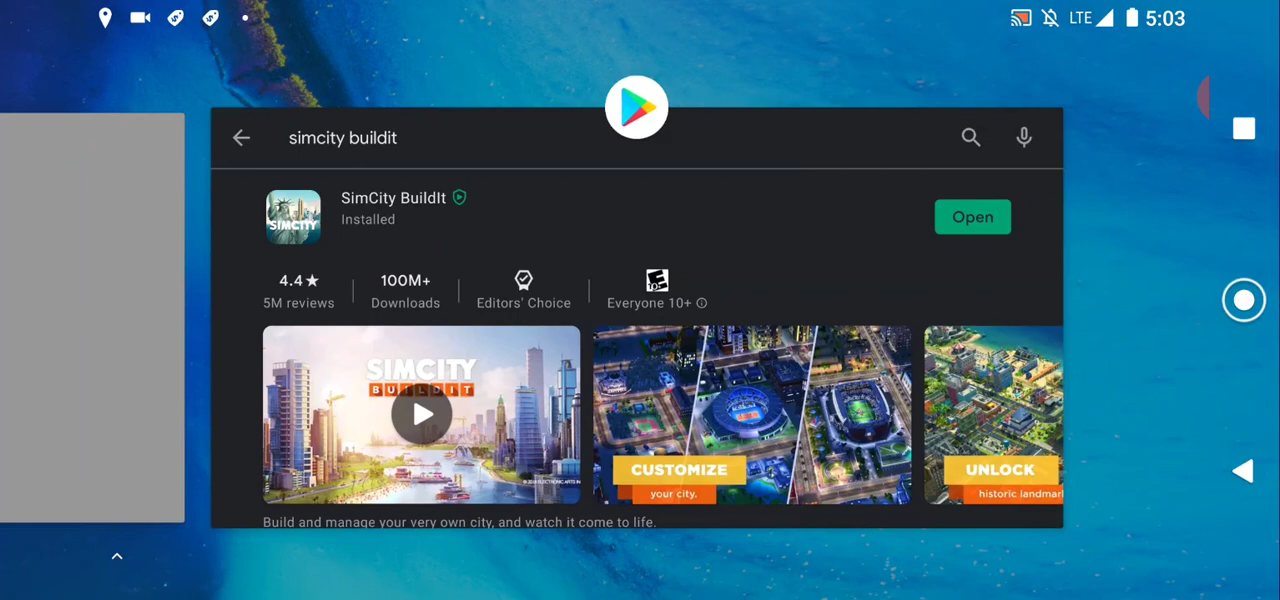 LTE 5:03
simcity buildit
SimCity BuildIt
Installed
SIMCITY
Open
4.4★
5M reviews
100M+
Downloads
Editors' Choice
Everyone 10+
SIMCITY
BUILDIT
CUSTOMIZE
your city.
UNLOCK
historic landmar
Build and manage your very own city, and watch it come to life.